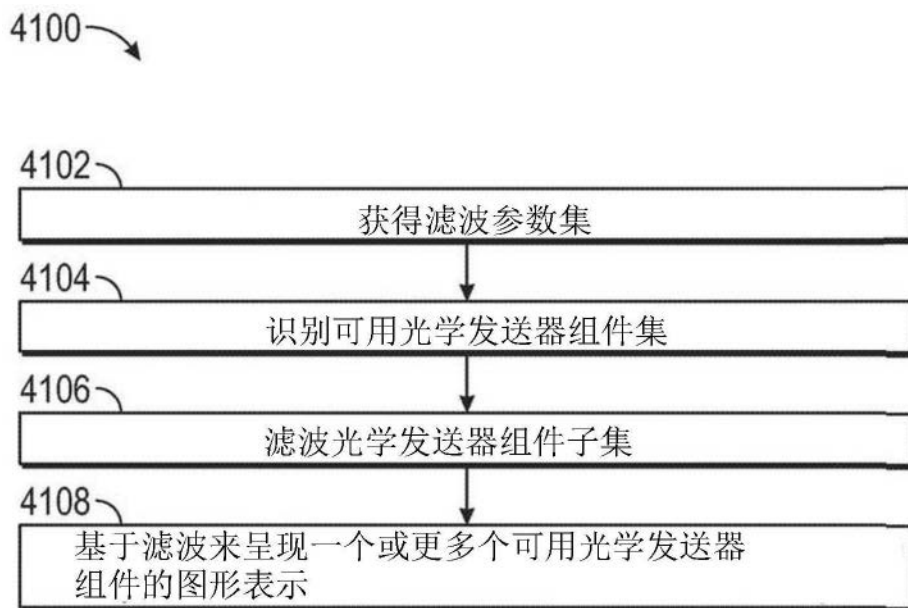 4100
4102
获得滤波参数集
4104
识别可用光学发送器组件集
4106
滤波光学发送器组件子集
4108
基于滤波来呈现一个或更多个可用光学发送器
组件的图形表示